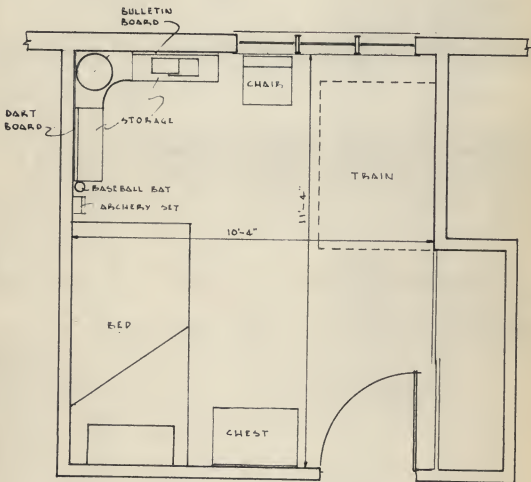 BULLETIN
BOARD
CHAIR
DART
BOARD
STORAGE
TRAIN
BASEBALL BAT
ARCHERY SET
11'-4"
10'-4"
BED
CHEST